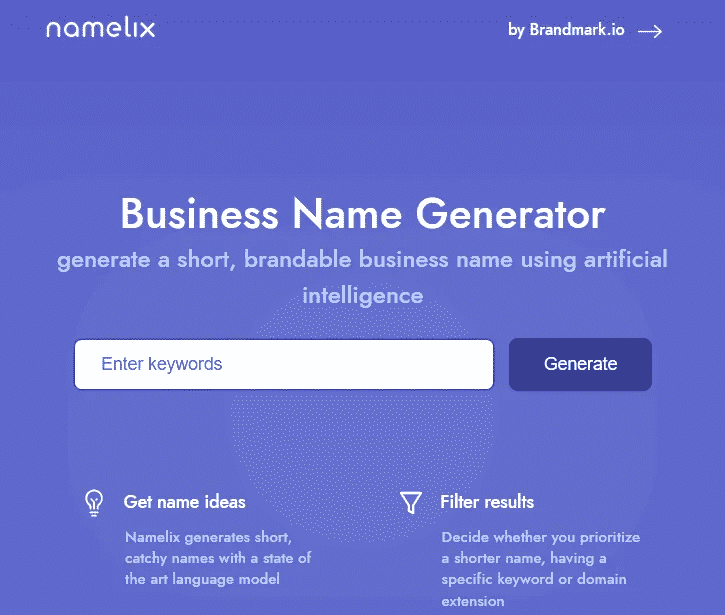 namelix
by Brandmark.io →
Business Name Generator
generate a short, brandable business name using artificial
intelligence
Enter keywords
Generate
Get name ideas
Namelix generates short,
catchy names with a state of
the art language model
Filter results
Decide whether you prioritize
a shorter name, having a
specific keyword or domain
extension